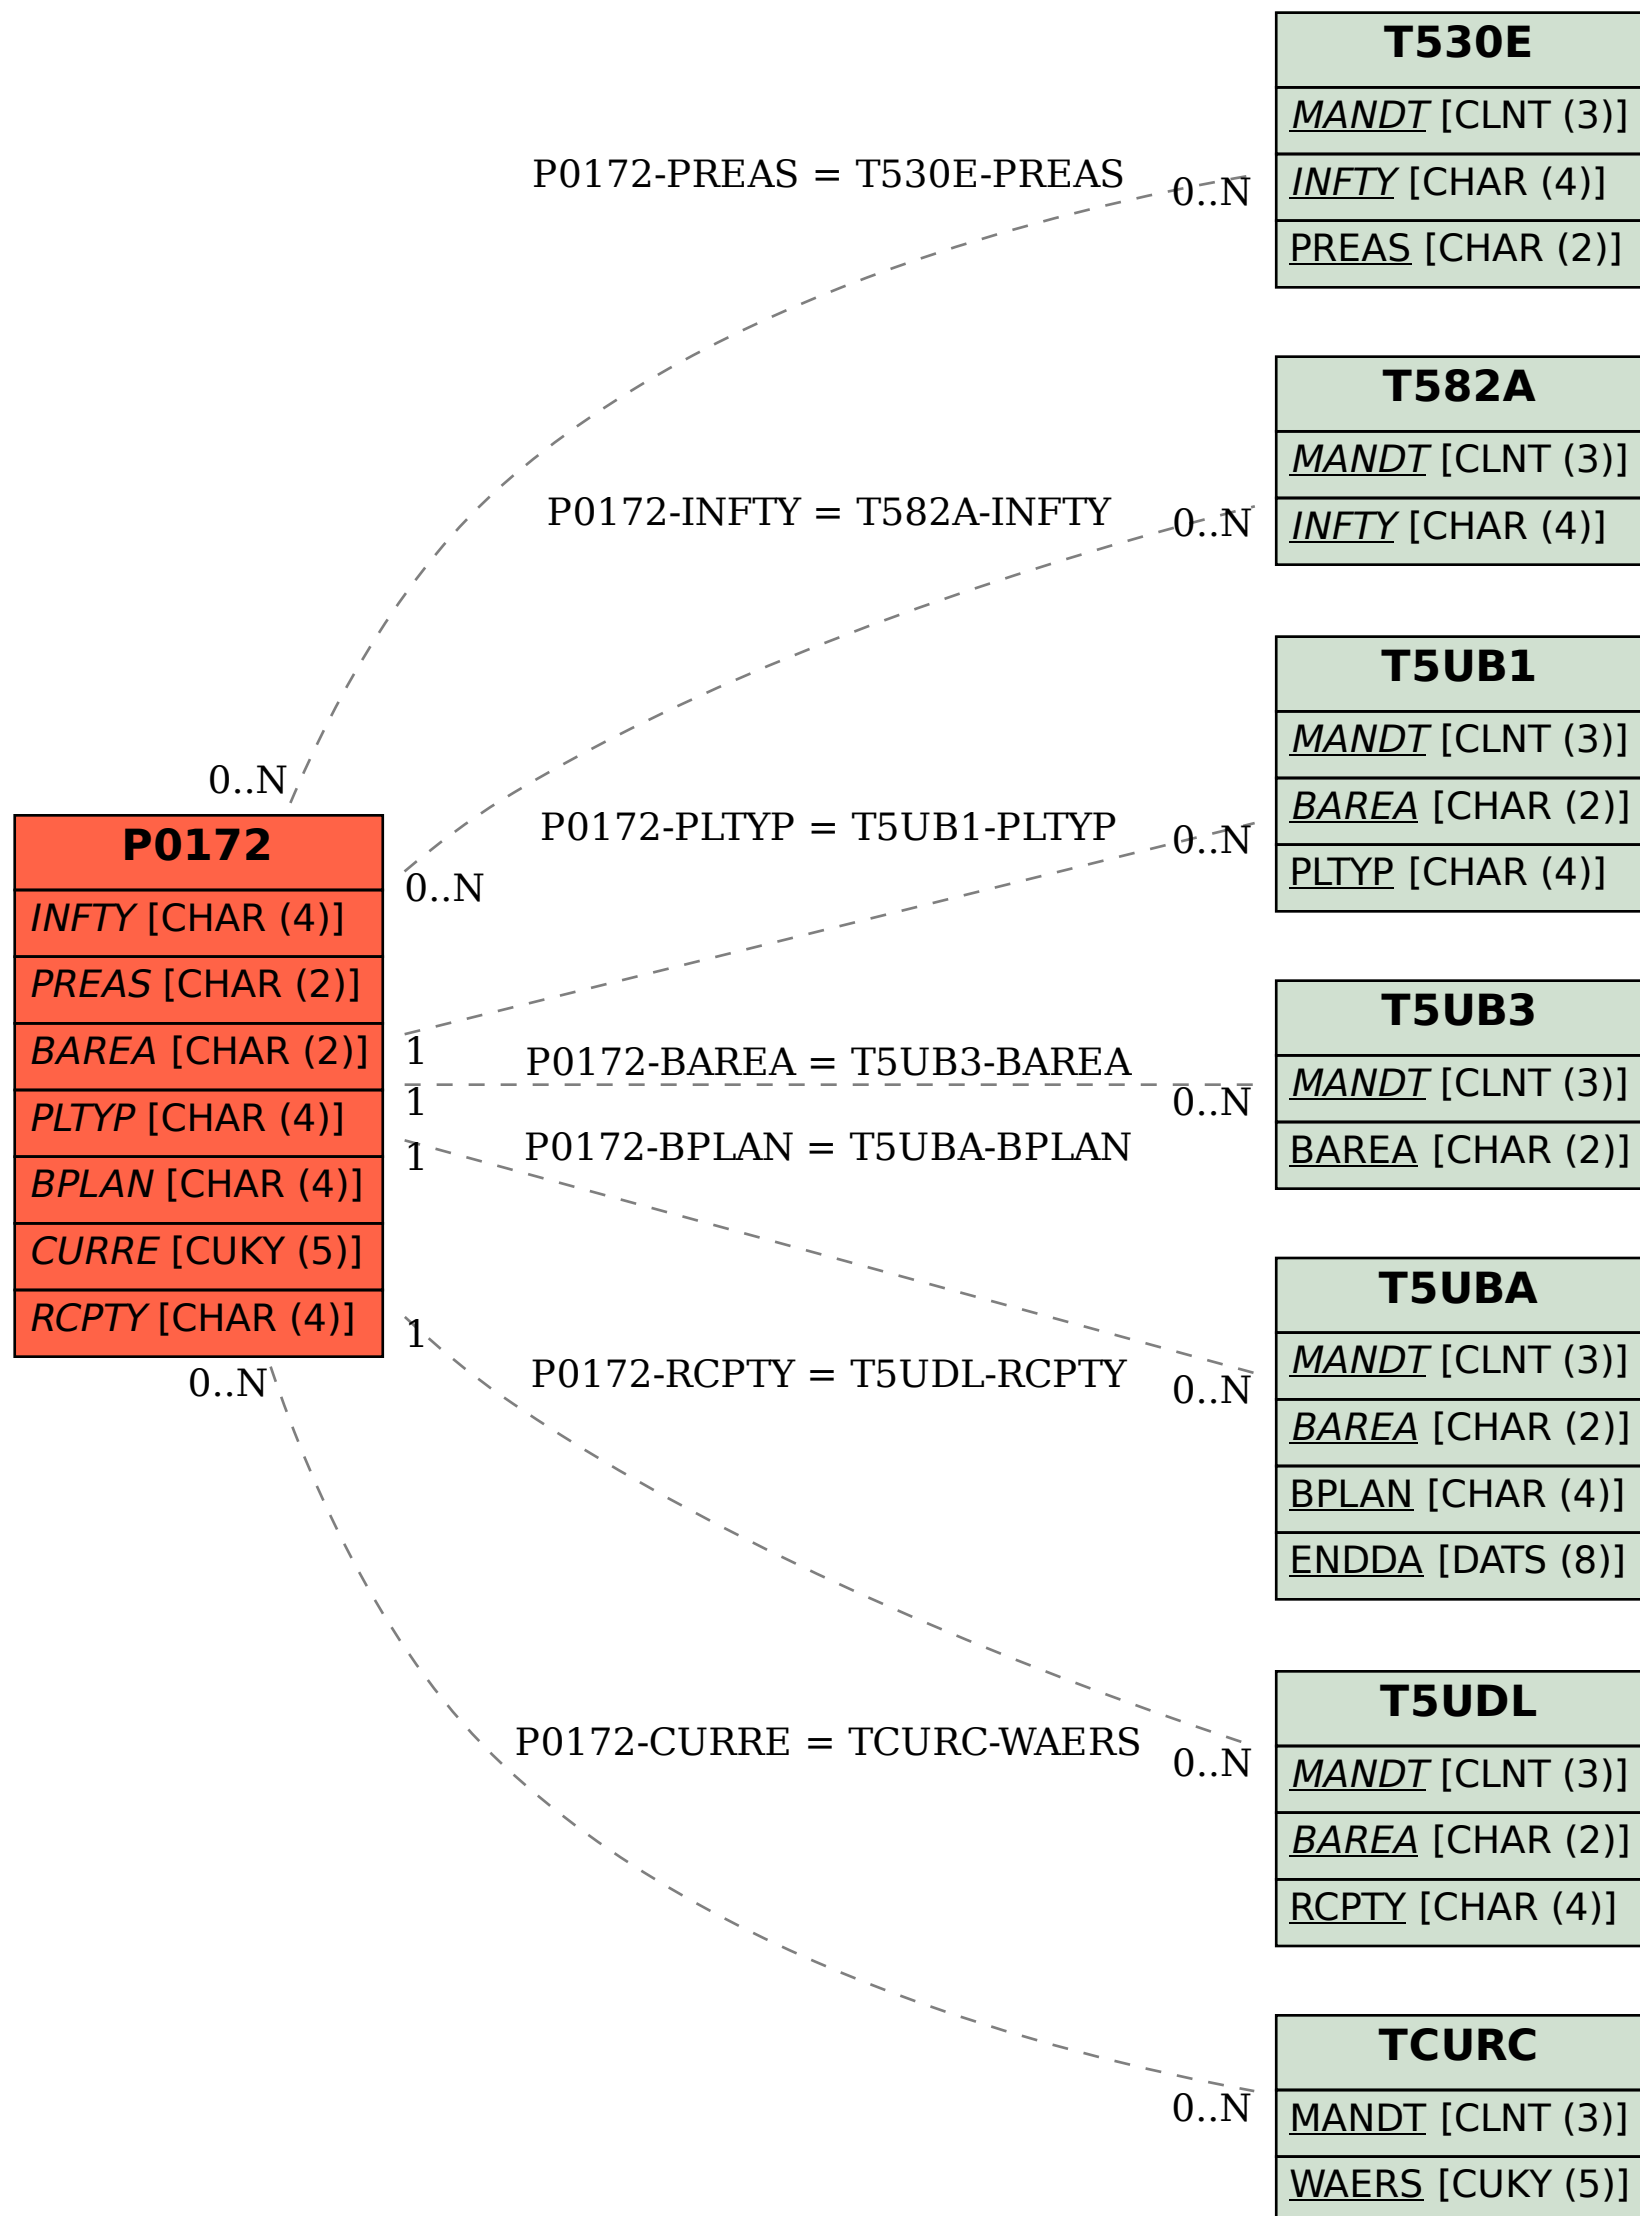 T530E
MANDT [CLNT (3)]
INFTY [CHAR (4)]
PREAS [CHAR (2)]
P0172-PREAS = T530E-PREAS
0..N
0..N
T582A
MANDT [CLNT (3)]
INFTY [CHAR (4)]
P0172-INFTY = T582A-INFTY
0..N
0..N
T5UB1
MANDT [CLNT (3)]
BAREA [CHAR (2)]
PLTYP [CHAR (4)]
P0172-PLTYP = T5UB1-PLTYP
0..N
1
P0172
INFTY [CHAR (4)]
PREAS [CHAR (2)]
BAREA [CHAR (2)]
PLTYP [CHAR (4)]
BPLAN [CHAR (4)]
CURRE [CUKY (5)]
RCPTY [CHAR (4)]
T5UB3
MANDT [CLNT (3)]
BAREA [CHAR (2)]
P0172-BAREA = T5UB3-BAREA
1
0..N
P0172-BPLAN = T5UBA-BPLAN
1
0..N
T5UBA
MANDT [CLNT (3)]
BAREA [CHAR (2)]
BPLAN [CHAR (4)]
ENDDA [DATS (8)]
P0172-RCPTY = T5UDL-RCPTY
1
0..N
T5UDL
MANDT [CLNT (3)]
BAREA [CHAR (2)]
RCPTY [CHAR (4)]
P0172-CURRE = TCURC-WAERS
0..N
0..N
TCURC
MANDT [CLNT (3)]
WAERS [CUKY (5)]